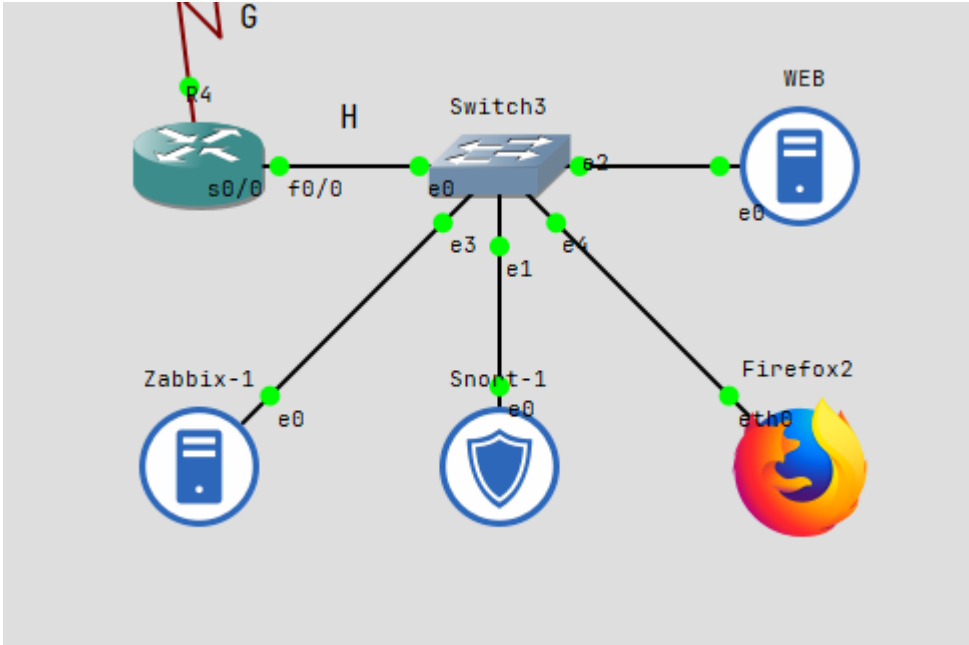 G
R4
H
Switch3
WEB
s0/0
f0/0
e0
e2
e0
e3
e1
e4
Zabbix-1
Snort-1
Firefox2
e0
e0
eth0